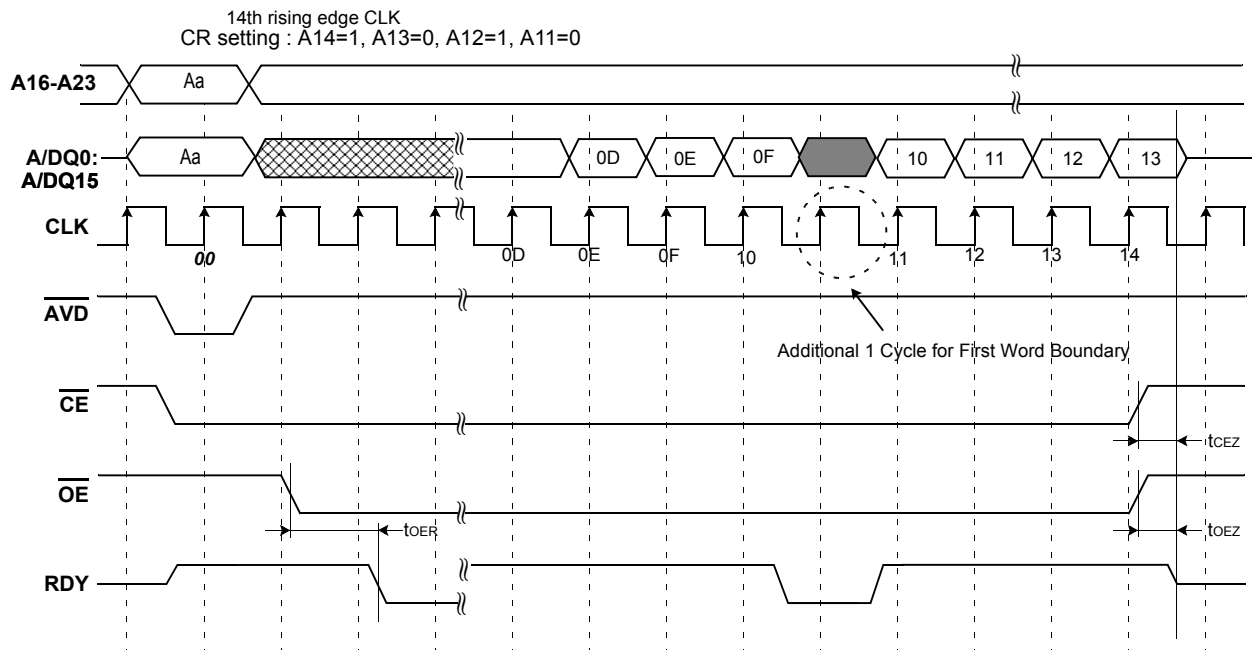 14th rising edge CLK
CR setting : A14=1, A13=0, A12=1, A11=0
A16-A23
Aa
A/DQ0:
A/DQ15
Aa
0D
0E
0F
10
11
12
13
CLK
00
0D
0E
0F
10
11
12
13
14
AVD
Additional 1 Cycle for First Word Boundary
CE
tCEZ
OE
tOER
tOEZ
RDY